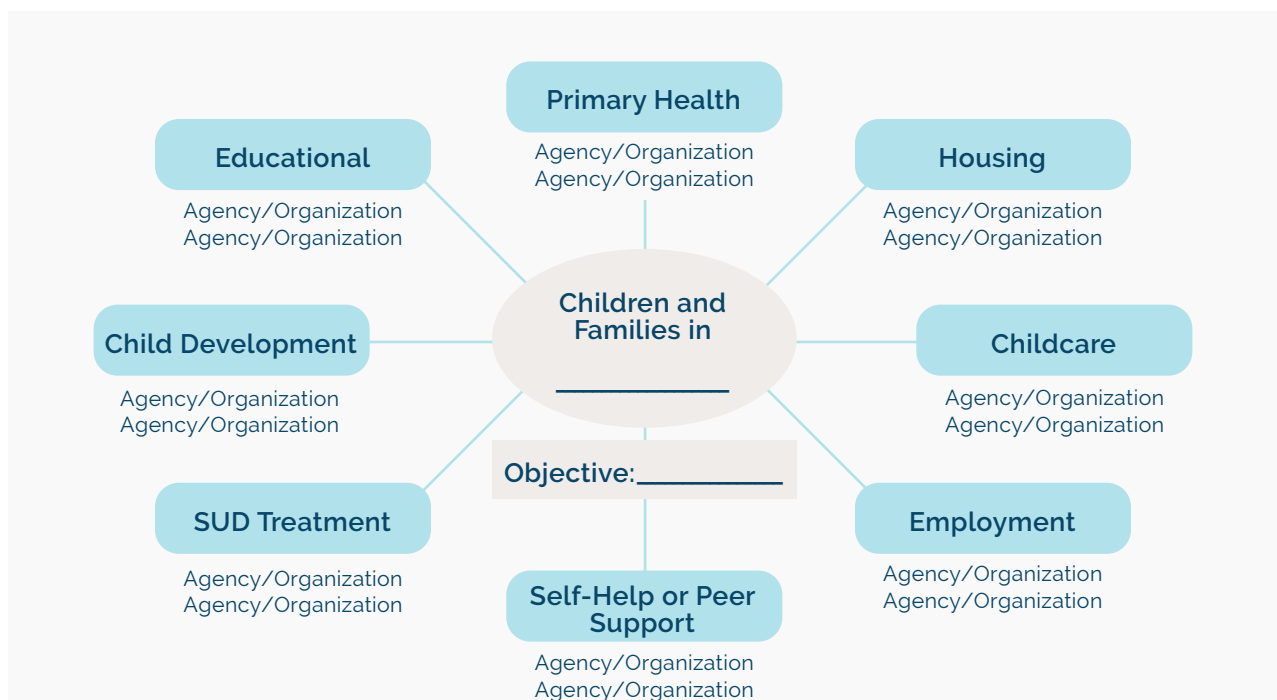 Primary Health
Agency/Organization
Agency/Organization
Educational
Agency/Organization
Agency/Organization
Housing
Agency/Organization
Agency/Organization
Children and
Families in
____________
Child Development
Agency/Organization
Agency/Organization
Childcare
Agency/Organization
Agency/Organization
Objective:__________
SUD Treatment
Agency/Organization
Agency/Organization
Employment
Agency/Organization
Agency/Organization
Self-Help or Peer
Support
Agency/Organization
Agency/Organization